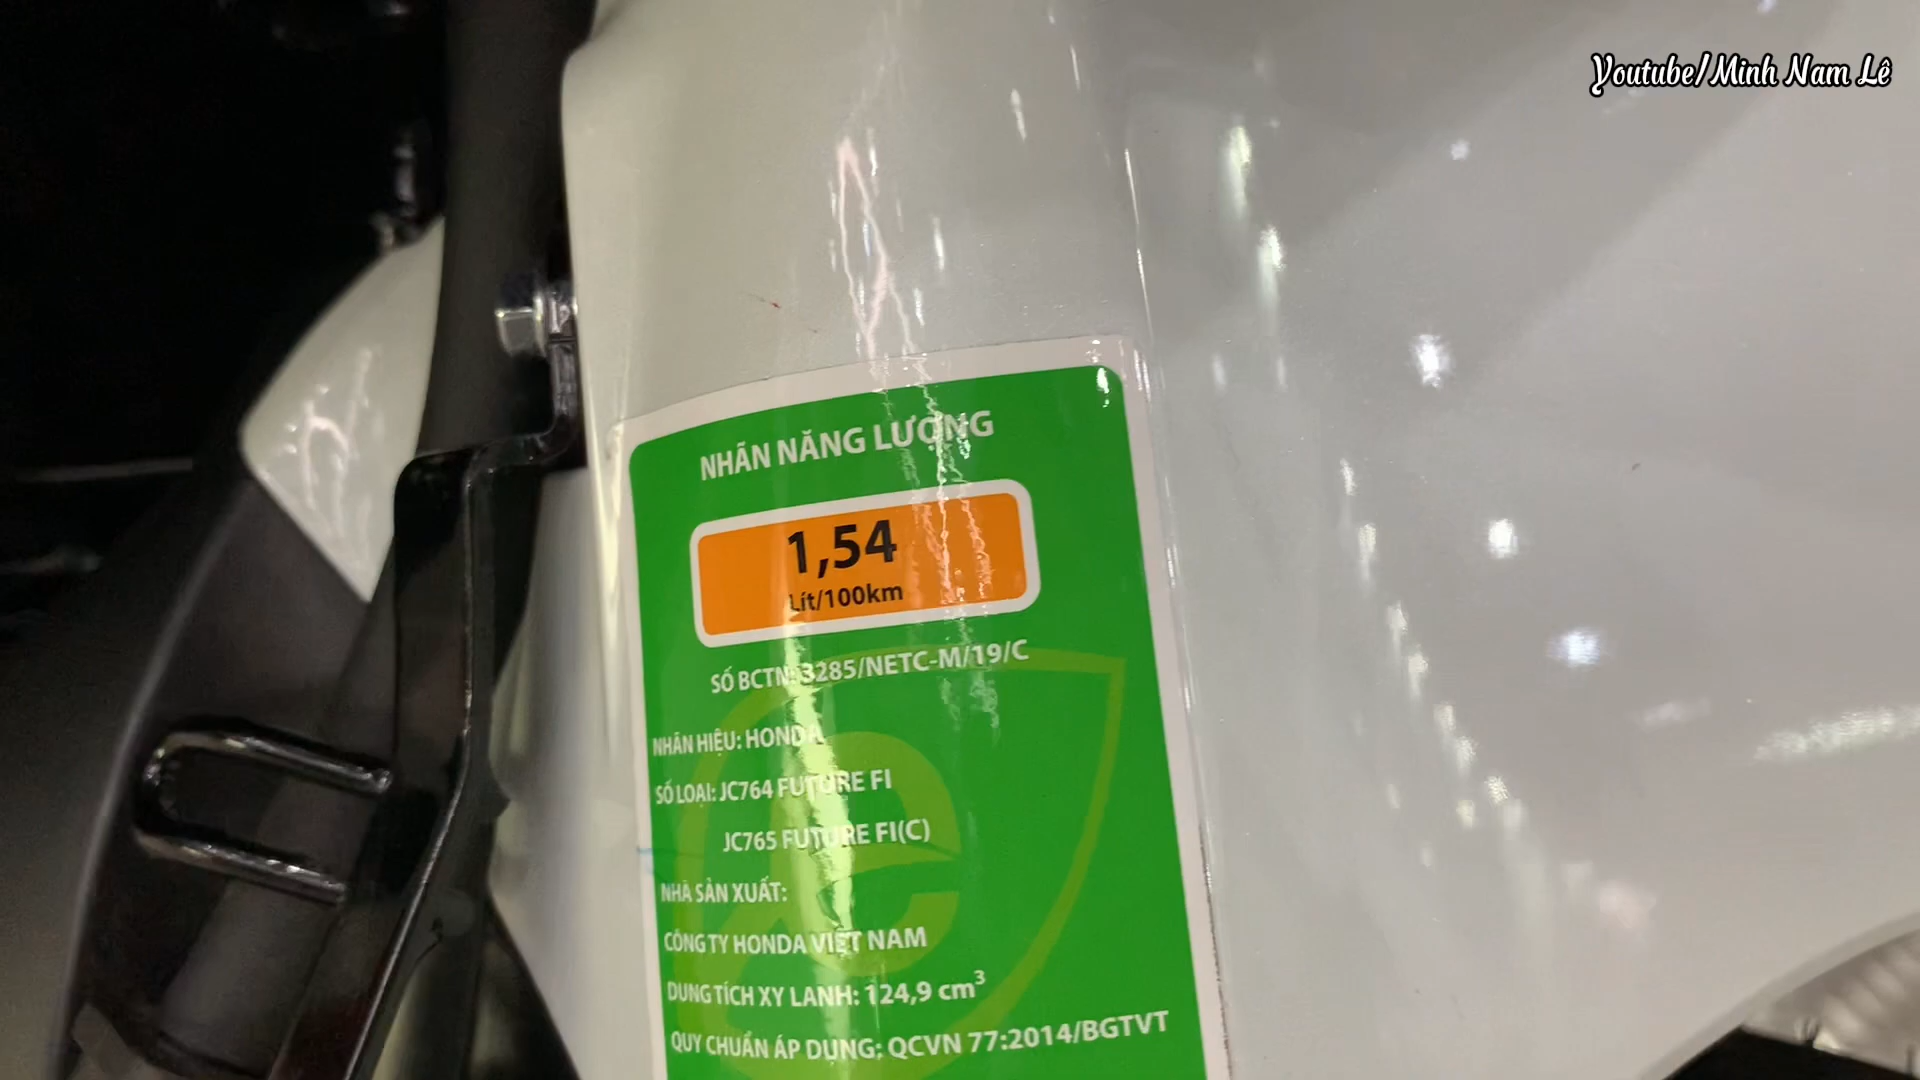 Youtube/Minh Nam Lê
NHÃN NĂNG LƯỢNG
1,54
Lít/100km
SỐ BCTN: 3285/NETC-M/19/C
NHÃN HIỆU: HONDA
SỐ LOẠI: JC764 FUTURE FI
JC765 FUTURE FI(C)
NHÀ SẢN XUẤT:
CÔNG TY HONDA VIỆT NAM
DUNG TÍCH XY LANH: 124,9 cm³
QUY CHUẨN ÁP DỤNG: QCVN 77:2014/BGTVT